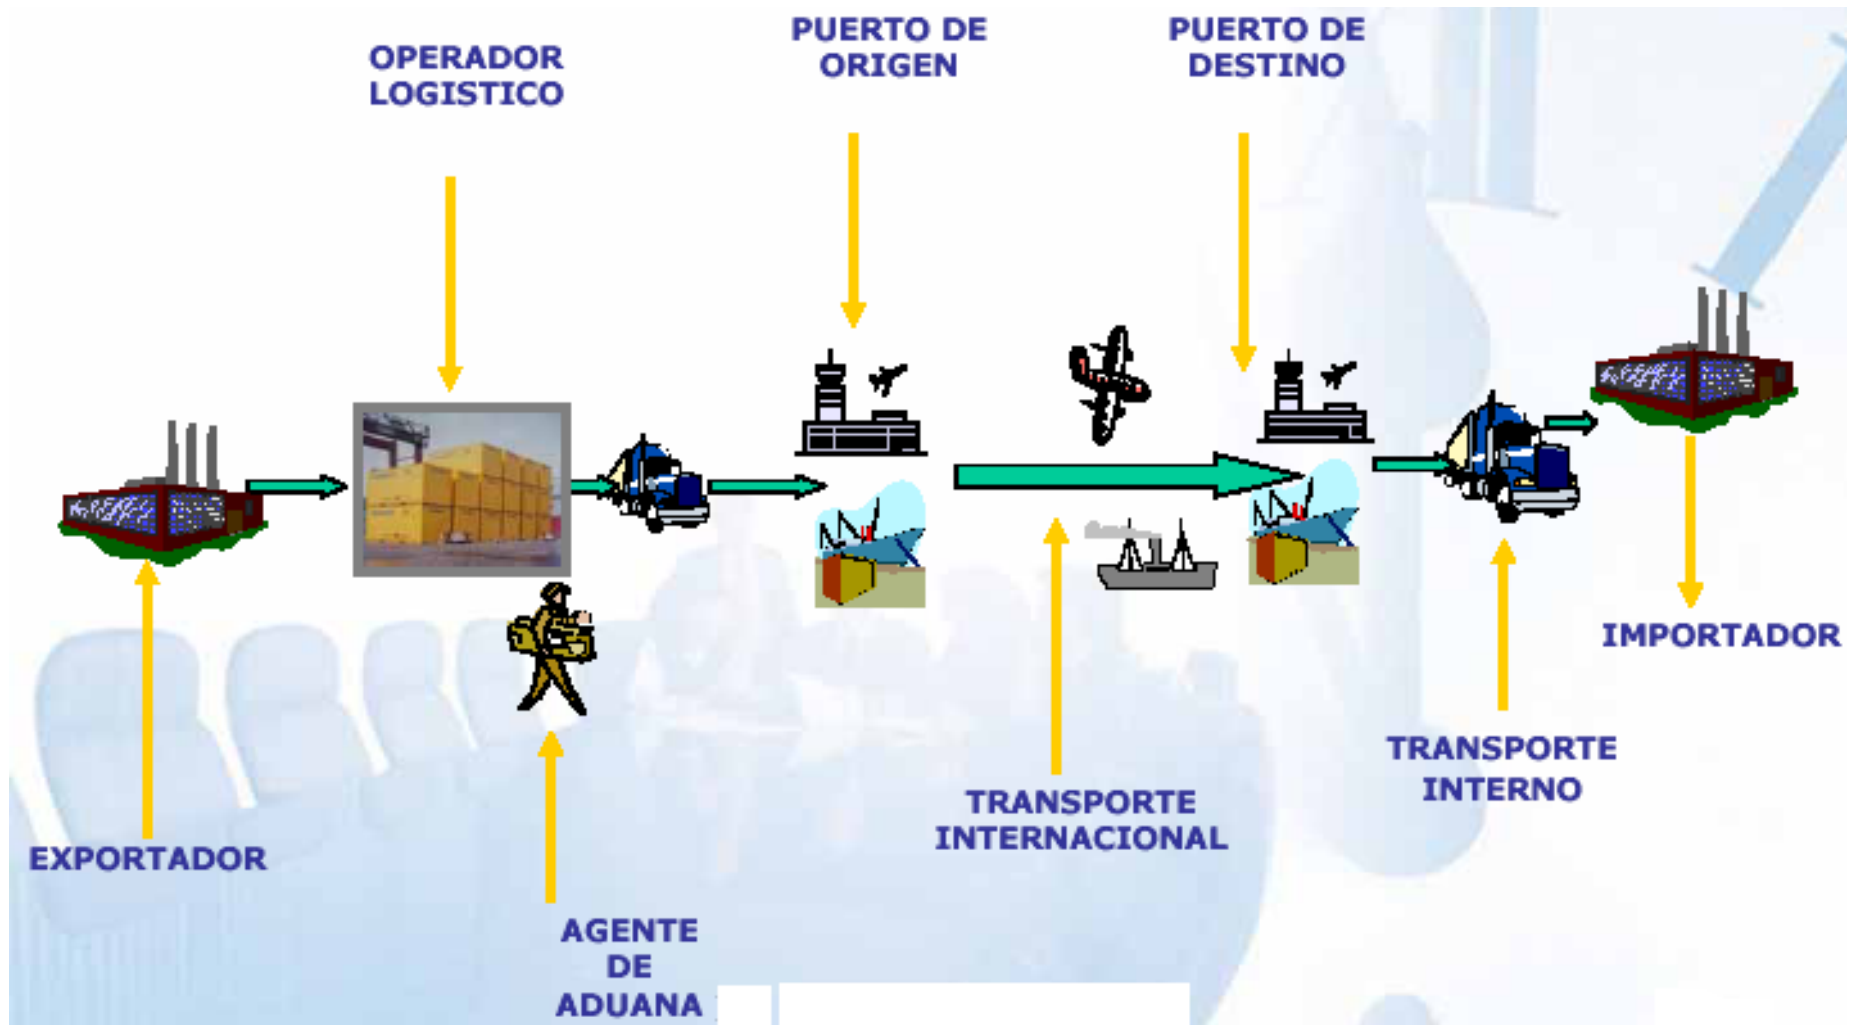 OPERADOR
LOGISTICO
PUERTO DE
ORIGEN
PUERTO DE
DESTINO
EXPORTADOR
AGENTE
DE
ADUANA
TRANSPORTE
INTERNACIONAL
TRANSPORTE
INTERNO
IMPORTADOR